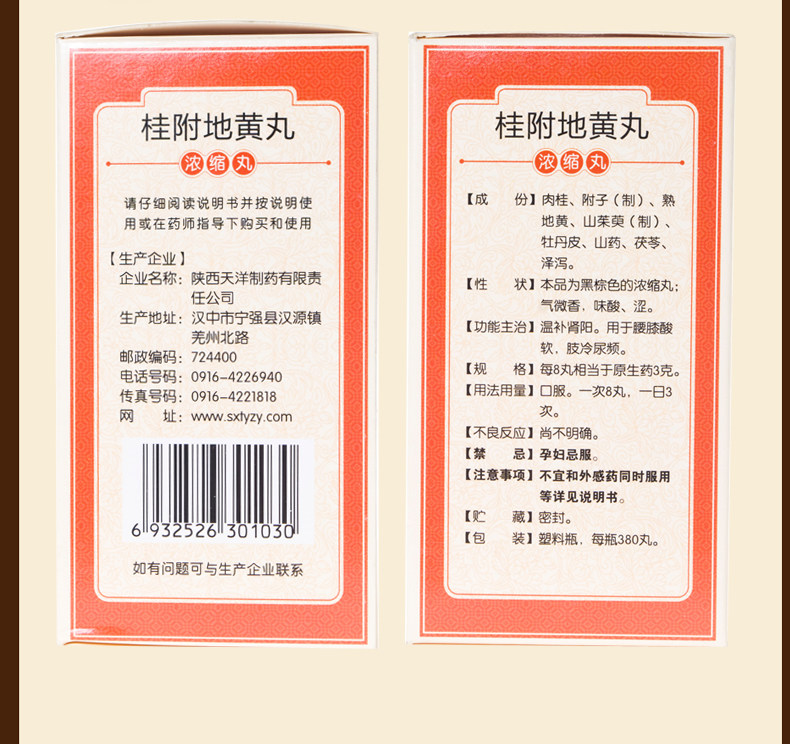 桂附地黄丸
浓缩丸
请仔细阅读说明书并按说明使
用或在药师指导下购买和使用
【生产企业】
企业名称：陕西天洋制药有限责
任公司
生产地址：汉中市宁强县汉源镇
羌州北路
邮政编码：724400
电话号码：0916-4226940
传真号码：0916-4221818
网 址：www.sxtyzy.com
6 932526 301030
如有问题可与生产企业联系
桂附地黄丸
浓缩丸
【成 份】肉桂、附子（制）、熟
地黄、山茱萸（制）、
牡丹皮、山药、茯苓、
泽泻。
【性 状】本品为黑棕色的浓缩丸；
气微香，味酸、涩。
【功能主治】温补肾阳。用于腰膝酸
软，肢冷尿频。
【规 格】每8丸相当于原生药3克。
【用法用量】口服。一次8丸，一日3
次。
【不良反应】尚不明确。
【禁 忌】孕妇忌服。
【注意事项】不宜和外感药同时服用
等详见说明书。
【贮 藏】密封。
【包 装】塑料瓶，每瓶380丸。